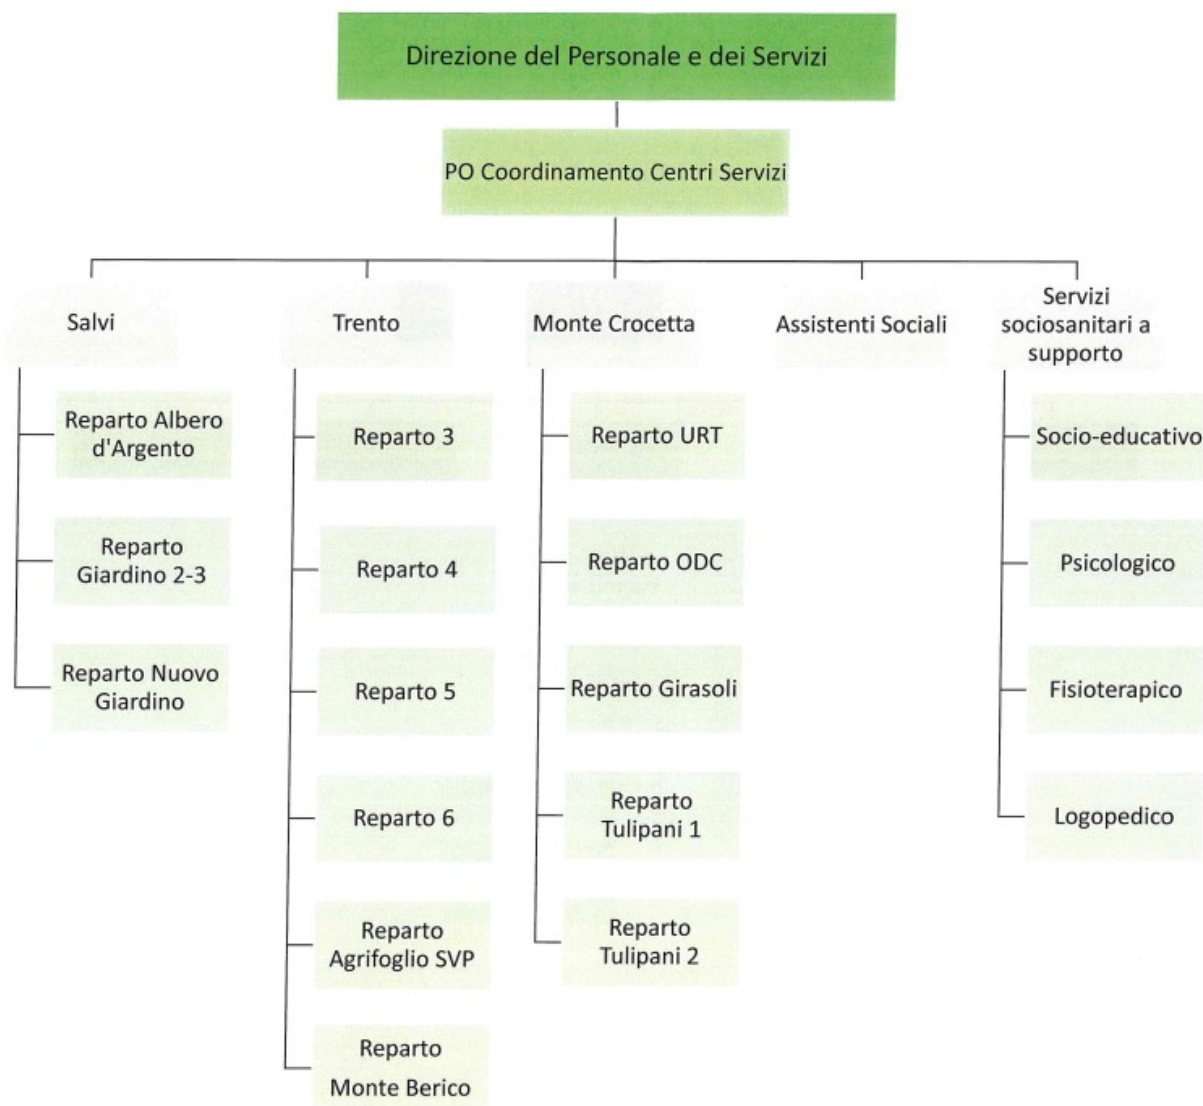 Direzione del Personale e dei Servizi
PO Coordinamento Centri Servizi
Salvi
Trento
Monte Crocetta
Assistenti Sociali
Servizi
sociosanitari a
supporto
Reparto Albero
d'Argento
Reparto
Giardino 2-3
Reparto Nuovo
Giardino
Reparto 3
Reparto 4
Reparto 5
Reparto 6
Reparto
Agrifoglio SVP
Reparto
Monte Berico
Reparto URT
Reparto ODC
Reparto Girasoli
Reparto
Tulipani 1
Reparto
Tulipani 2
Socio-educativo
Psicologico
Fisioterapico
Logopedico